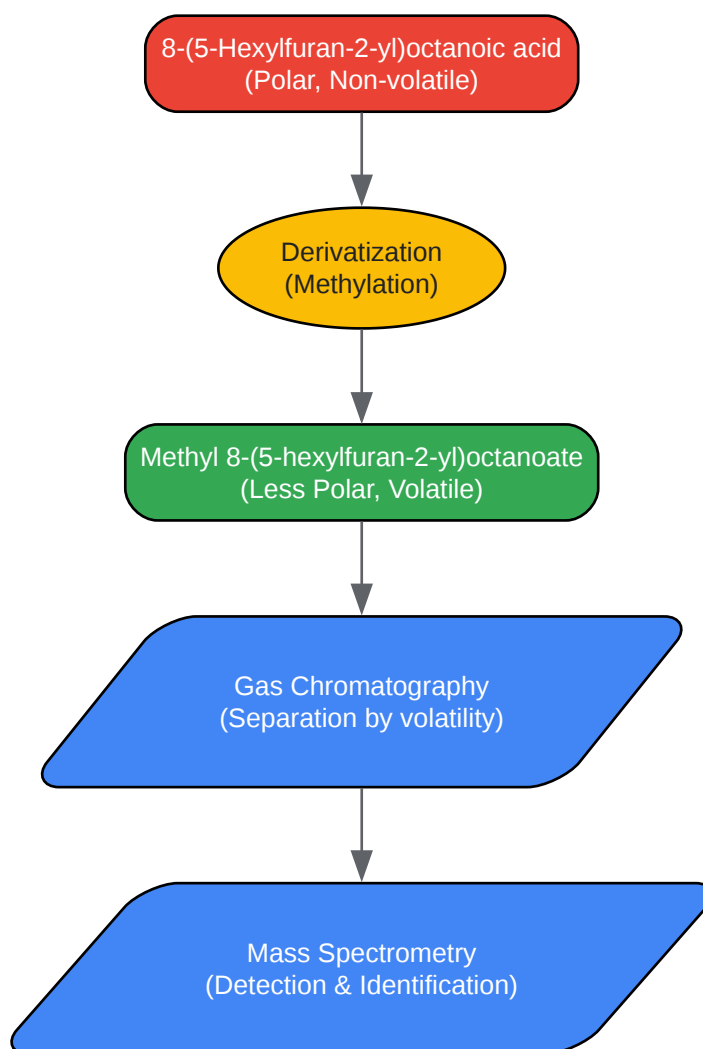 8-(5-Hexylfuran-2-yl)octanoic acid
(Polar, Non-volatile)
Derivatization
(Methylation)
Methyl 8-(5-hexylfuran-2-yl)octanoate
(Less Polar, Volatile)
Gas Chromatography
(Separation by volatility)
Mass Spectrometry
(Detection & Identification)